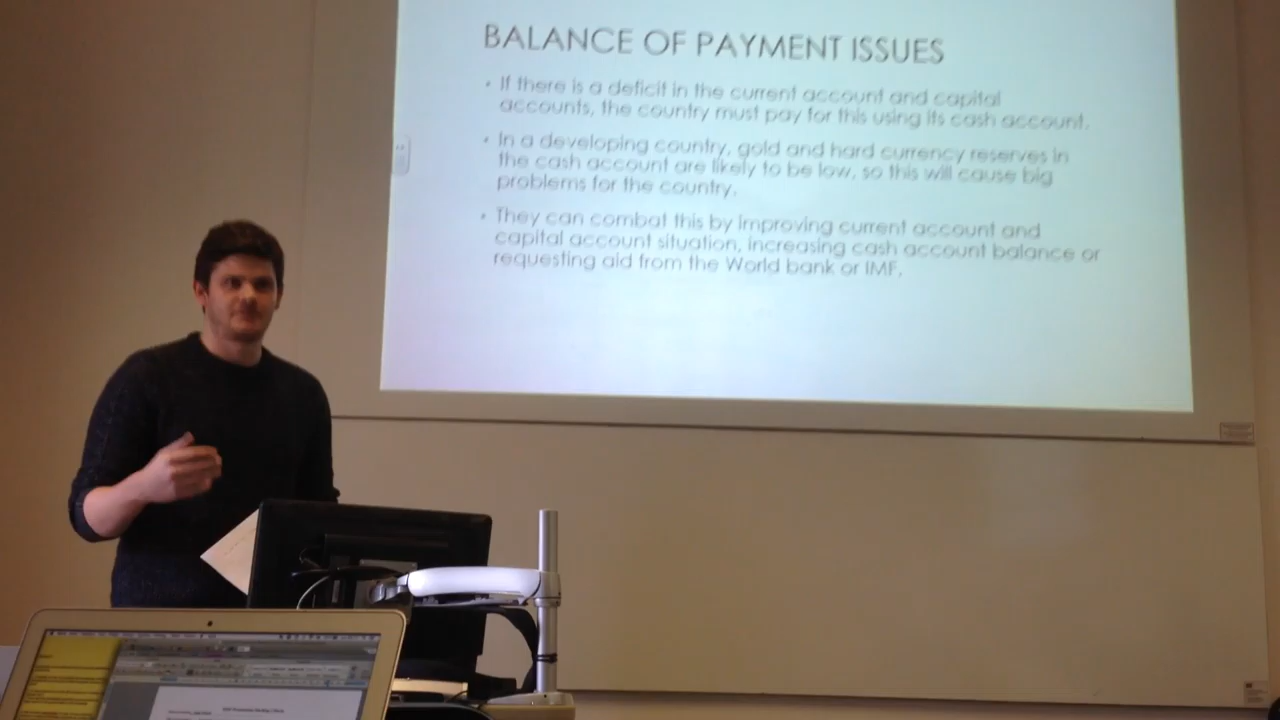 BALANCE OF PAYMENT ISSUES
• If there is a deficit in the current account and capital
accounts, the country must pay for this using its cash account.
• In a developing country, gold and hard currency reserves in
the cash account are likely to be low, so this will cause big
problems for the country.
• They can combat this by improving current account and
capital account situation, increasing cash account balance or
requesting aid from the World bank or IMF.